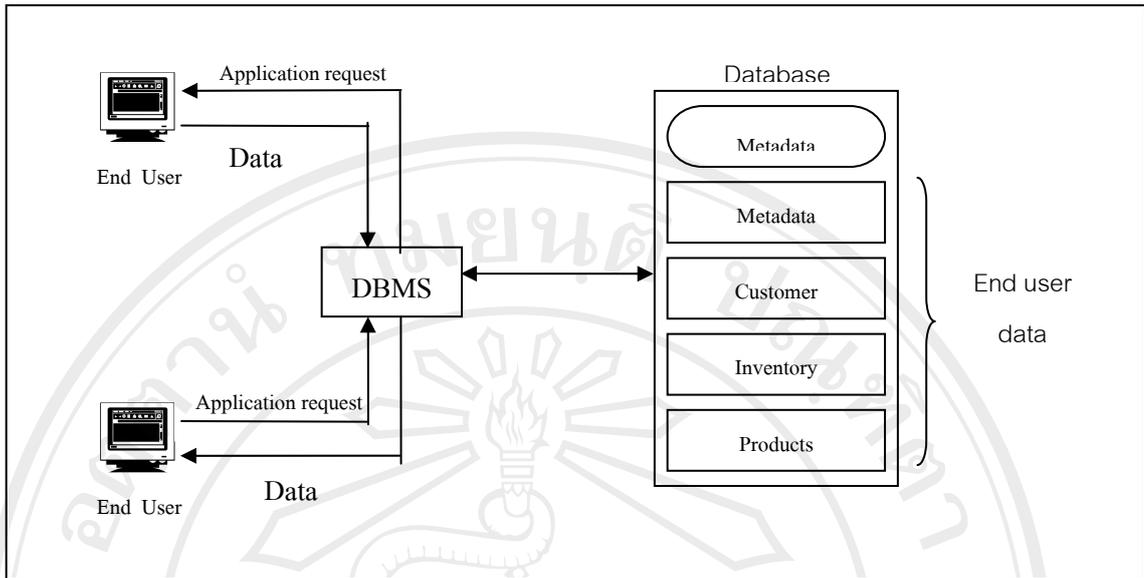 Application request
Data
End User
DBMS
Application request
Data
End User
Database
Metadata
Metadata
Customer
Inventory
Products
End user
data